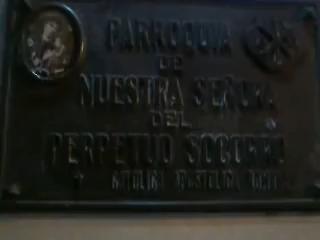 PARROQUIA
DE
NUESTRA SEÑORA
DEL
PERPETUO SOCORRO